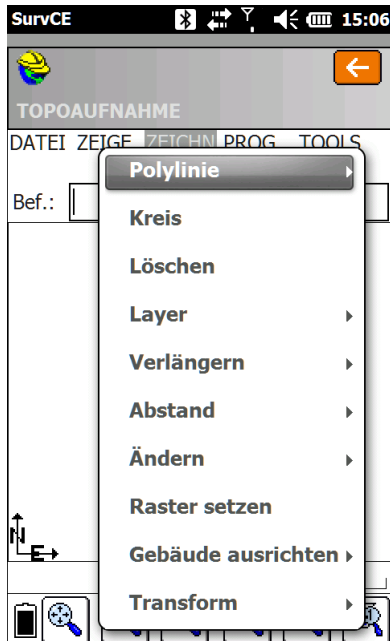 SurvCE 15:06
TOPOAUFNAHME
DATEI ZEIGE ZEICHN PROG TOOLS
Bef.:
Polylinie
Kreis
Löschen
Layer
Verlängern
Abstand
Ändern
Raster setzen
N
E
Gebäude ausrichten
Transform